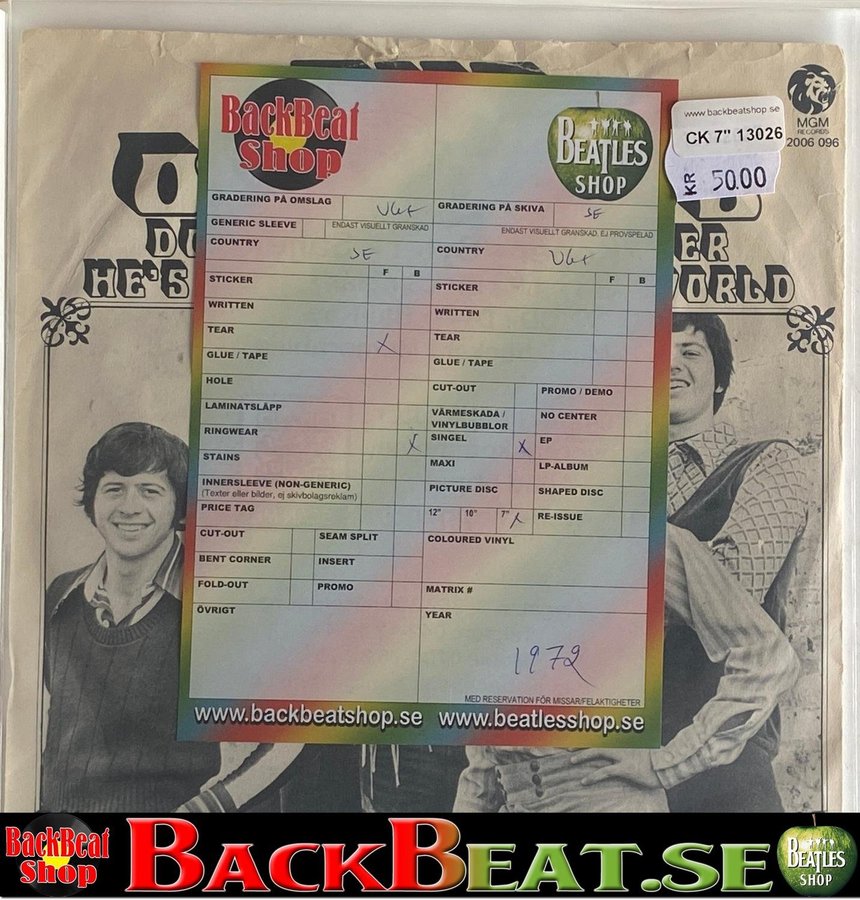 www.backbeatshop.se
CK 7" 13026
KR 50.00
MGM
RECORDS
2006 096
HE'S
ER
WORLD
BackBeat
Shop
BEATLES
SHOP
GRADERING PÅ OMSLAG VG+
GENERIC SLEEVE ENDAST VISUELLT GRANSKAD
COUNTRY SE
F B
STICKER
WRITTEN
TEAR X
GLUE / TAPE
HOLE
LAMINATSLÄPP
RINGWEAR X
STAINS
INNERSLEEVE (NON-GENERIC)
(Texter eller bilder, ej skivbolagsreklam)
PRICE TAG
CUT-OUT SEAM SPLIT
BENT CORNER INSERT
FOLD-OUT PROMO
ÖVRIGT
GRADERING PÅ SKIVA SE
ENDAST VISUELLT GRANSKAD, EJ PROVSPELAD
COUNTRY VG+
F B
STICKER
WRITTEN
TEAR
GLUE / TAPE
CUT-OUT PROMO / DEMO
VÄRMESKADA / NO CENTER
VINYLBUBBLOR
SINGEL X EP
MAXI LP-ALBUM
PICTURE DISC SHAPED DISC
12" 10" 7" X RE-ISSUE
COLOURED VINYL
MATRIX #
YEAR
1972
MED RESERVATION FÖR MISSAR/FELAKTIGHETER
www.backbeatshop.se www.beatlesshop.se
BackBeat
Shop
BACKBEAT.SE
BEATLES
SHOP